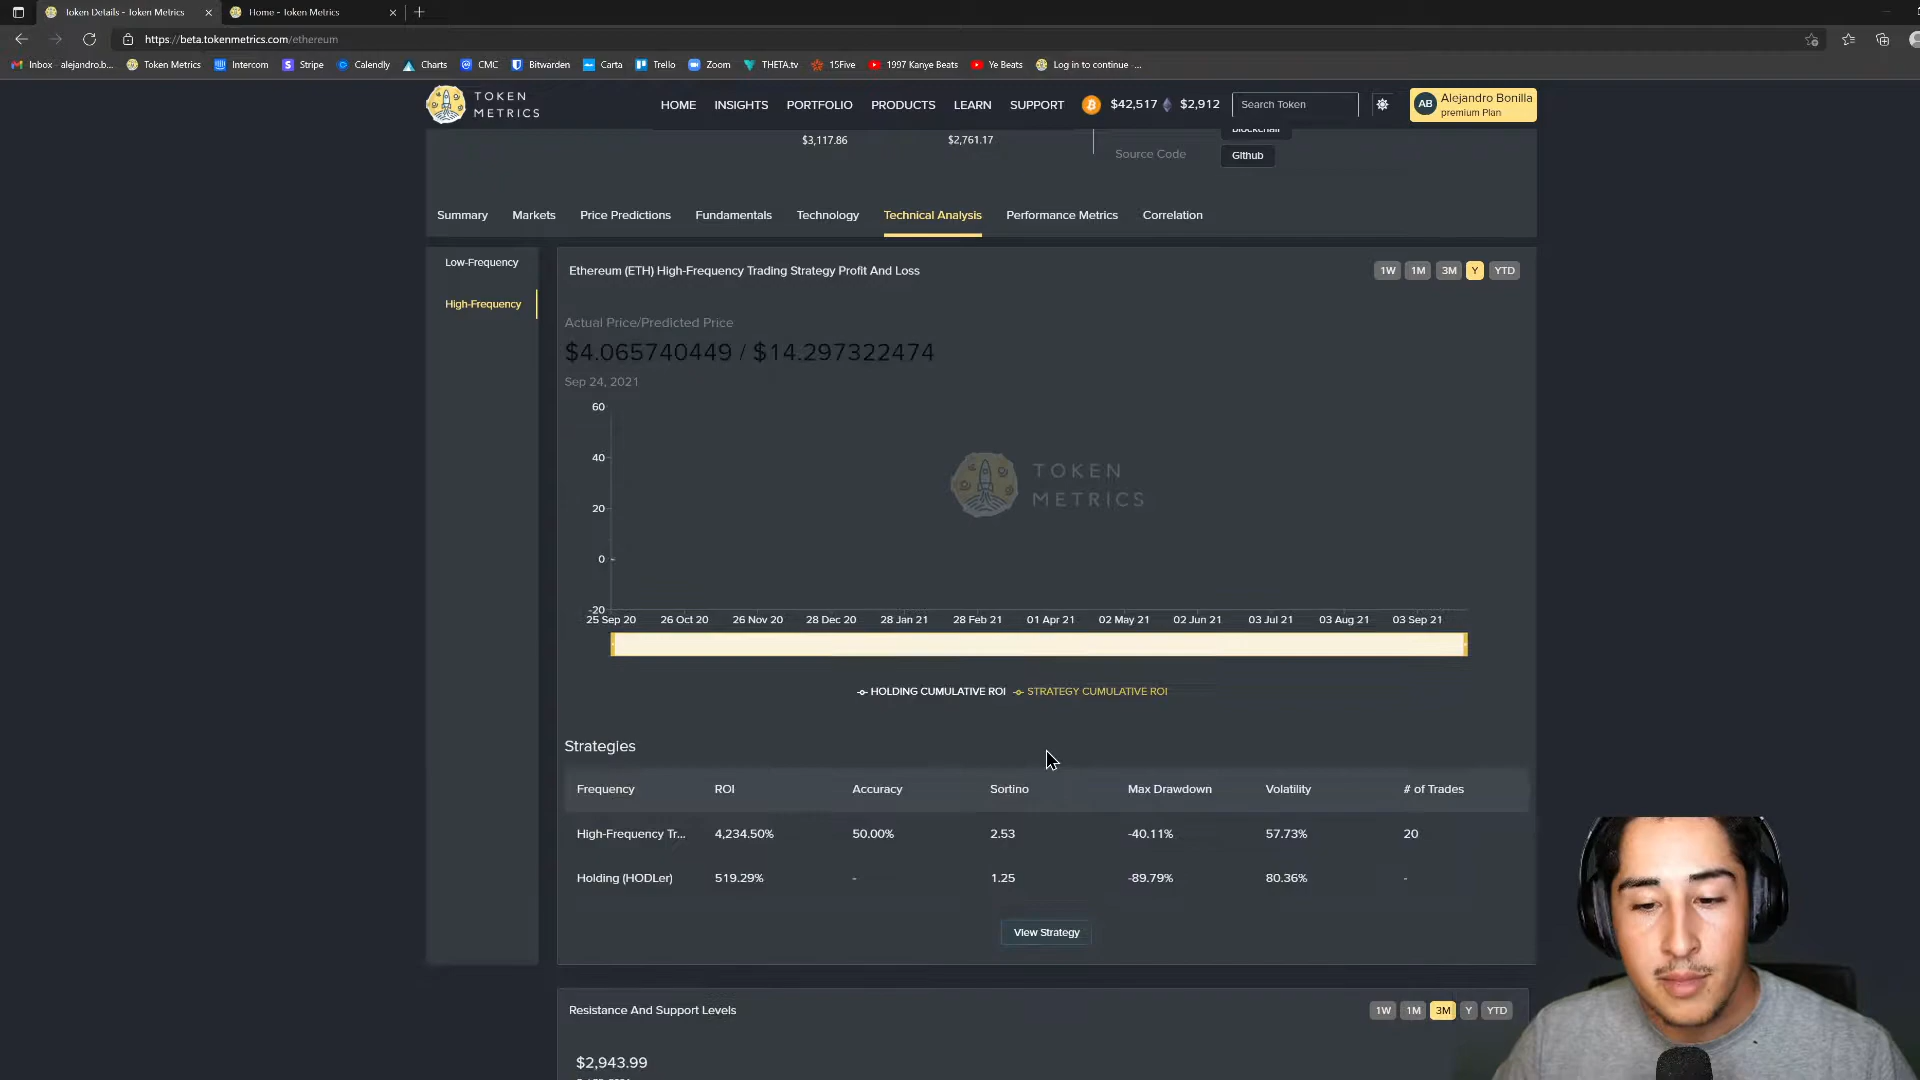 Token Details - Token Metrics
Home - Token Metrics
https://beta.tokenmetrics.com/ethereum
Inbox - alejandro.b... Token Metrics Intercom Stripe Calendly Charts CMC Bitwarden Carta Trello Zoom THETA.tv 15Five 1997 Kanye Beats Ye Beats Log in to continue - ...
TOKEN METRICS
HOME INSIGHTS PORTFOLIO PRODUCTS LEARN SUPPORT $42,517 $2,912 Search Token
AB Alejandro Bonilla
premium Plan
Blockchain
$3,117.86 $2,761.17
Source Code Github
Summary Markets Price Predictions Fundamentals Technology Technical Analysis Performance Metrics Correlation
Low-Frequency
High-Frequency
Ethereum (ETH) High-Frequency Trading Strategy Profit And Loss
1W 1M 3M Y YTD
Actual Price/Predicted Price
$4.065740449 / $14.297322474
Sep 24, 2021
60
40
20
0
-20
TOKEN METRICS
25 Sep 20 26 Oct 20 26 Nov 20 28 Dec 20 28 Jan 21 28 Feb 21 01 Apr 21 02 May 21 02 Jun 21 03 Jul 21 03 Aug 21 03 Sep 21
HOLDING CUMULATIVE ROI STRATEGY CUMULATIVE ROI
Strategies
Frequency ROI Accuracy Sortino Max Drawdown Volatility # of Trades
High-Frequency Tr... 4,234.50% 50.00% 2.53 -40.11% 57.73% 20
Holding (HODLer) 519.29% - 1.25 -89.79% 80.36% -
View Strategy
Resistance And Support Levels
1W 1M 3M Y YTD
$2,943.99